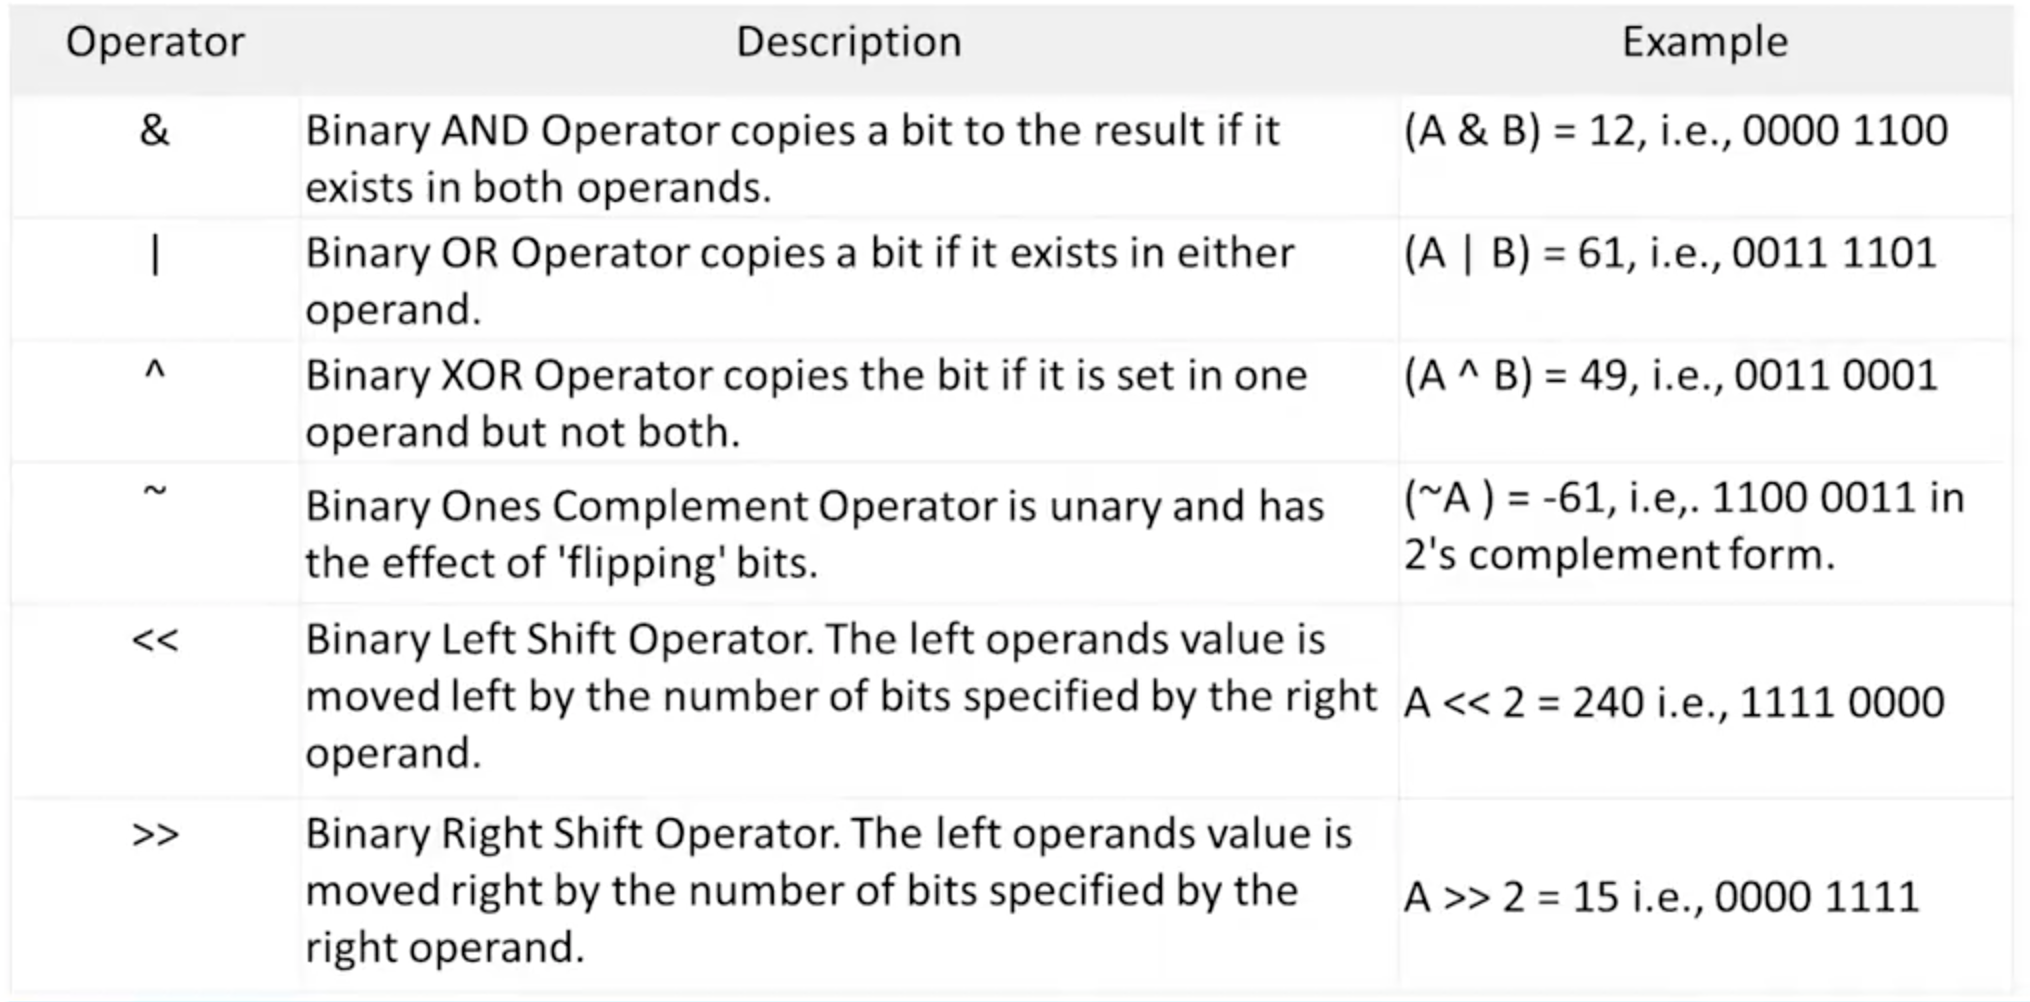 Operator Description Example
& Binary AND Operator copies a bit to the result if it (A & B) = 12, i.e., 0000 1100
exists in both operands.
| Binary OR Operator copies a bit if it exists in either (A | B) = 61, i.e., 0011 1101
operand.
^ Binary XOR Operator copies the bit if it is set in one (A ^ B) = 49, i.e., 0011 0001
operand but not both.
~ Binary Ones Complement Operator is unary and has (~A ) = -61, i.e,. 1100 0011 in
the effect of 'flipping' bits. 2's complement form.
<< Binary Left Shift Operator. The left operands value is
moved left by the number of bits specified by the right A << 2 = 240 i.e., 1111 0000
operand.
>> Binary Right Shift Operator. The left operands value is
moved right by the number of bits specified by the A >> 2 = 15 i.e., 0000 1111
right operand.